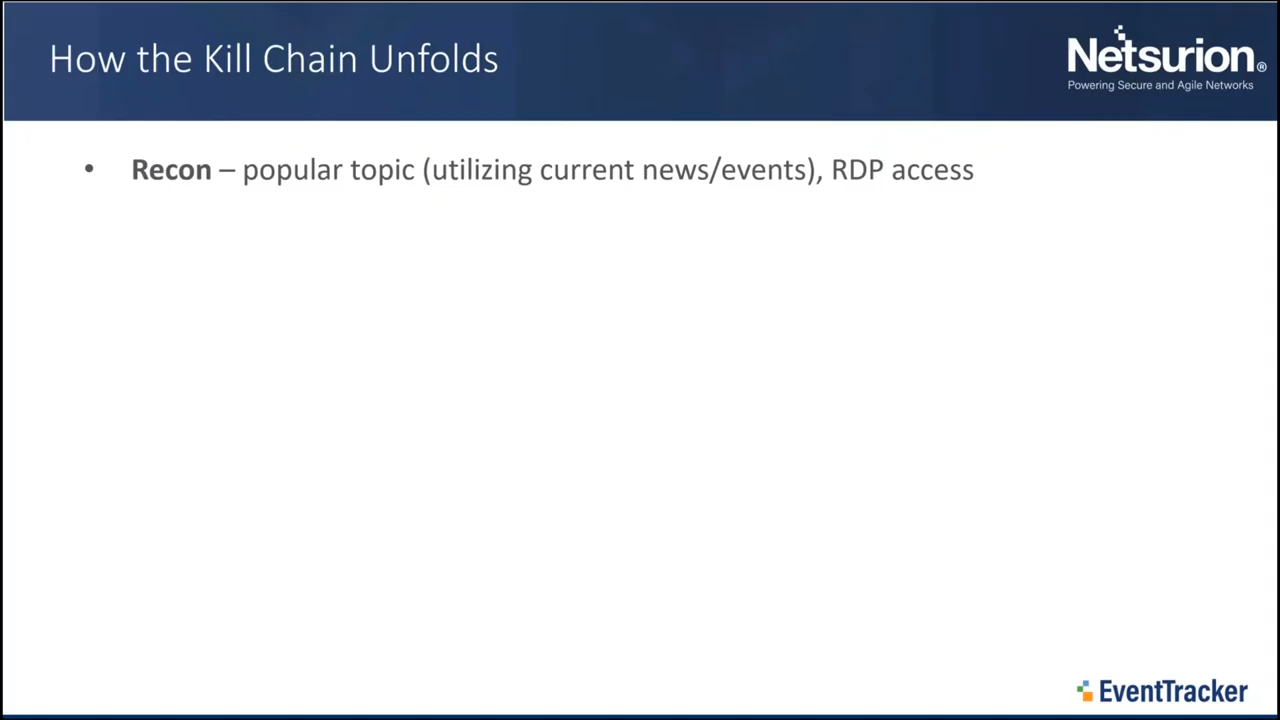 How the Kill Chain Unfolds
Netsurion®
Powering Secure and Agile Networks
• Recon – popular topic (utilizing current news/events), RDP access
EventTracker